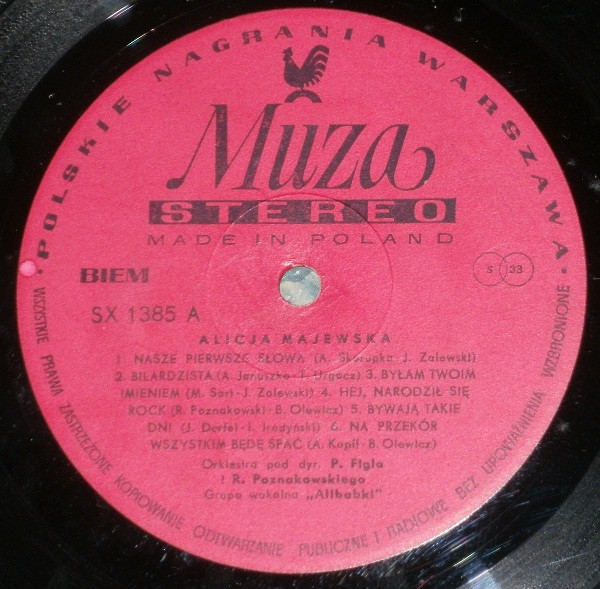 • POLSKIE NAGRANIA WARSZAWA •
Muza
STEREO
MADE IN POLAND
BIEM
S 33
SX 1385 A
ALICJA MAJEWSKA
1 NASZE PIERWSZE SŁOWA (A. Skorupka - J. Zalewski)
2. BILARDZISTA (A. Januszko - I. Urgacz) 3. BYŁAM TWOIM
IMIENIEM (M. Sart - J. Zalewski) 4. HEJ, NARODZIŁ SIĘ
ROCK (R. Poznakowski - B. Olewicz) 5. BYWAJĄ TAKIE
DNI (J. Derfel - I. Iredyński) 6. NA PRZEKÓR
WSZYSTKIM BĘDĘ SPAĆ (A. Kopif - B. Olewicz)
Orkiestra pod dyr. P. Figla
i R. Poznakowskiego
Grupa wokalna „Alibabki”
WSZYSTKIE PRAWA ZASTRZEŻONE KOPIOWANIE ODTWARZANIE PUBLICZNE I RADIOWE BEZ UPOWAŻNIENIA WZBRONIONE